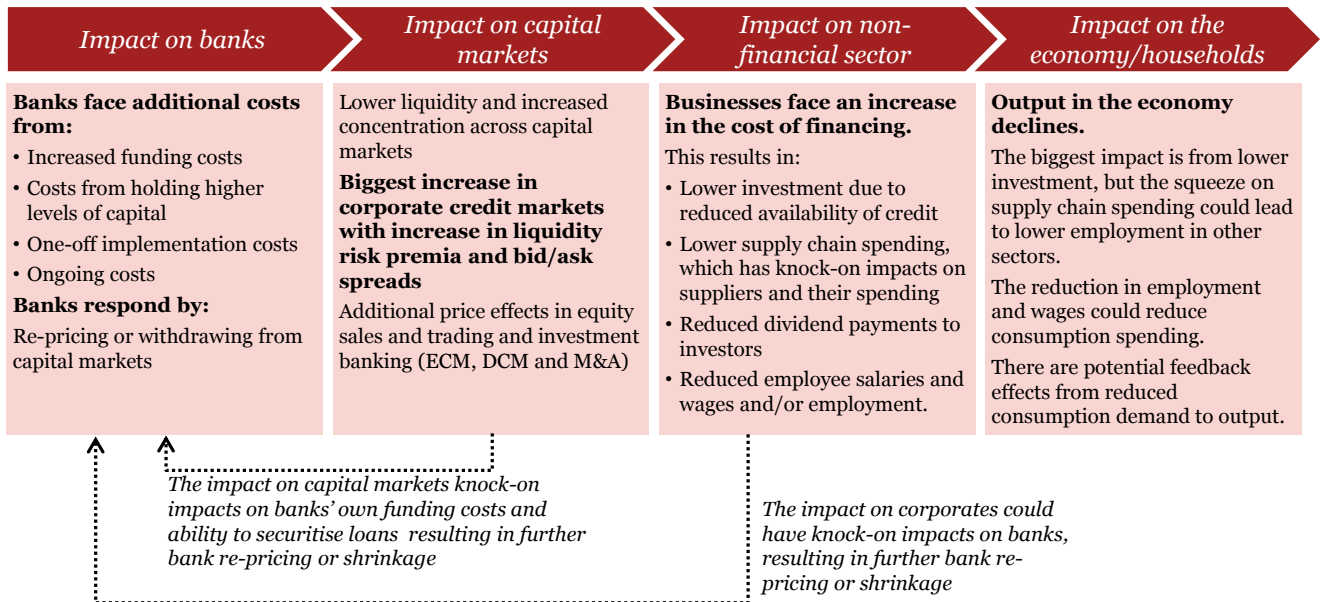 Impact on banks
Impact on capital
markets
Impact on non-
financial sector
Impact on the
economy/households
Banks face additional costs
from:
• Increased funding costs
• Costs from holding higher
levels of capital
• One-off implementation costs
• Ongoing costs
Banks respond by:
Re-pricing or withdrawing from
capital markets
Lower liquidity and increased
concentration across capital
markets
Biggest increase in
corporate credit markets
with increase in liquidity
risk premia and bid/ask
spreads
Additional price effects in equity
sales and trading and investment
banking (ECM, DCM and M&A)
Businesses face an increase
in the cost of financing.
This results in:
• Lower investment due to
reduced availability of credit
• Lower supply chain spending,
which has knock-on impacts on
suppliers and their spending
• Reduced dividend payments to
investors
• Reduced employee salaries and
wages and/or employment.
Output in the economy
declines.
The biggest impact is from lower
investment, but the squeeze on
supply chain spending could lead
to lower employment in other
sectors.
The reduction in employment
and wages could reduce
consumption spending.
There are potential feedback
effects from reduced
consumption demand to output.
The impact on capital markets knock-on
impacts on banks' own funding costs and
ability to securitise loans resulting in further
bank re-pricing or shrinkage
The impact on corporates could
have knock-on impacts on banks,
resulting in further bank re-
pricing or shrinkage